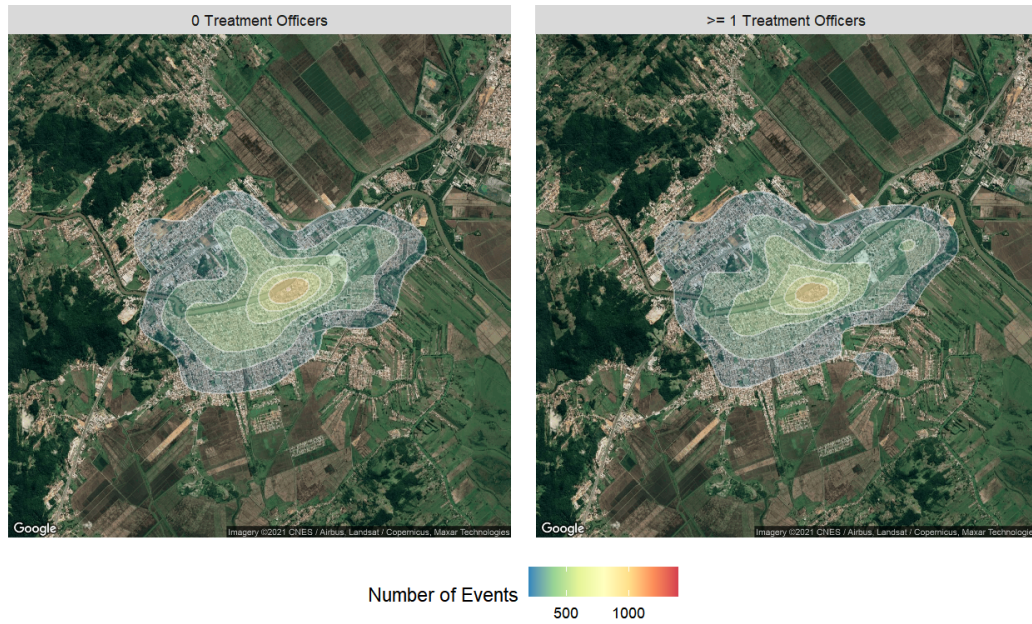 0 Treatment Officers
>= 1 Treatment Officers
Google
Imagery ©2021 CNES / Airbus, Landsat / Copernicus, Maxar Technologies
Google
Imagery ©2021 CNES / Airbus, Landsat / Copernicus, Maxar Technologies
Number of Events
500 1000